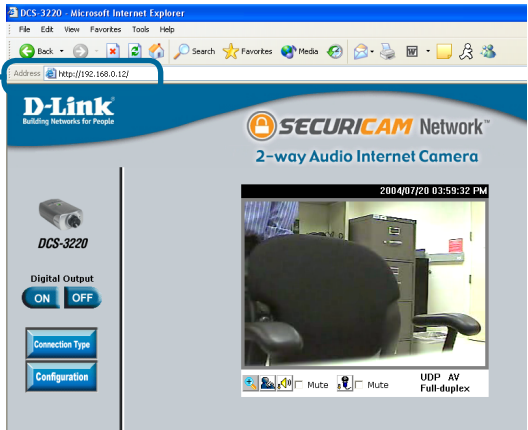 DCS-3220 - Microsoft Internet Explorer
File Edit View Favorites Tools Help
Back Search Favorites Media
Address http://192.168.0.12/
D-Link
Building Networks for People
SECURICAM Network™
2-way Audio Internet Camera
2004/07/20 03:59:32 PM
DCS-3220
Digital Output
ON OFF
Connection Type
Configuration
Mute Mute
UDP AV
Full-duplex